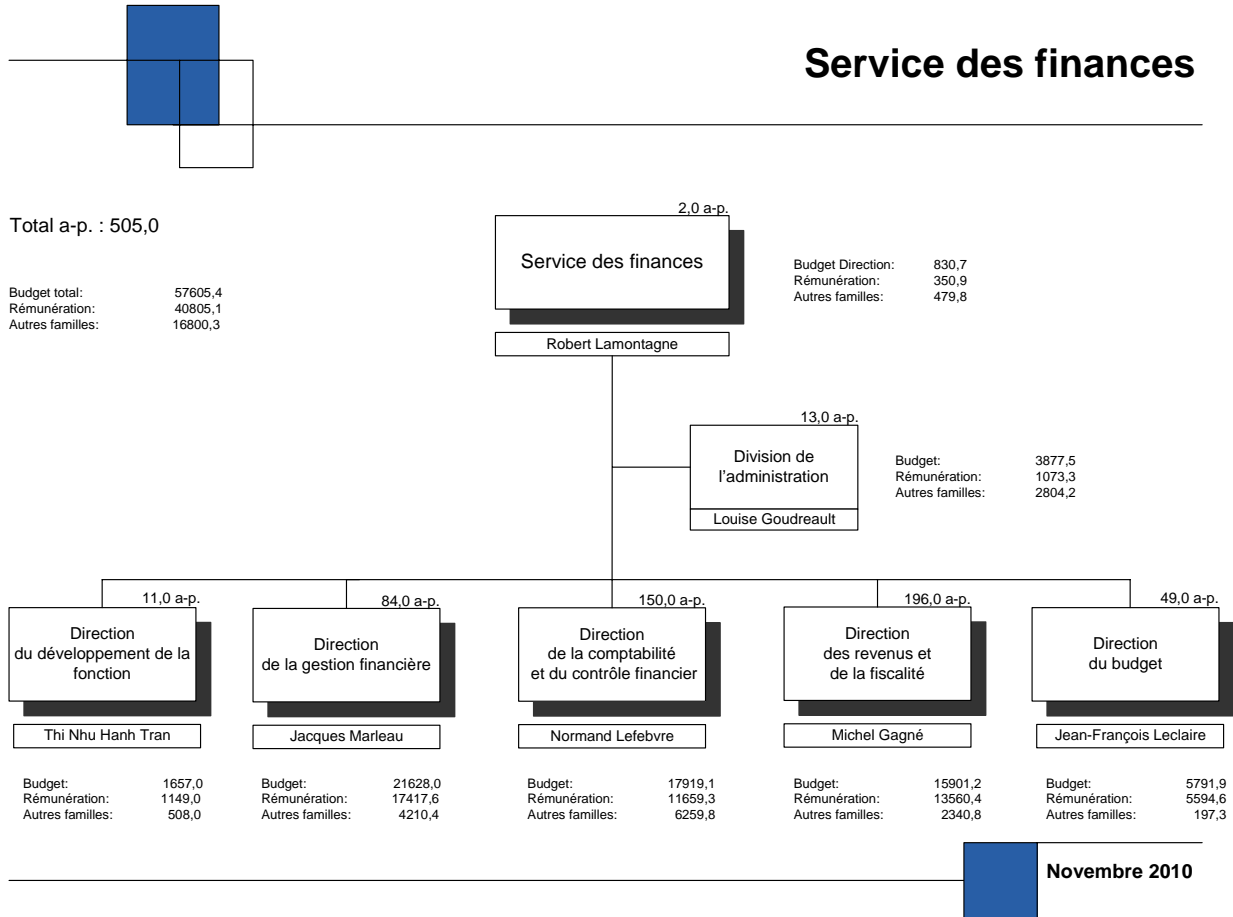 Service des finances
Total a-p. : 505,0
Budget total: 57605,4
Rémunération: 40805,1
Autres familles: 16800,3
2,0 a-p.
Service des finances
Robert Lamontagne
Budget Direction: 830,7
Rémunération: 350,9
Autres familles: 479,8
13,0 a-p.
Division de
l'administration
Louise Goudreault
Budget: 3877,5
Rémunération: 1073,3
Autres familles: 2804,2
11,0 a-p.
Direction
du développement de la
fonction
Thi Nhu Hanh Tran
Budget: 1657,0
Rémunération: 1149,0
Autres familles: 508,0
84,0 a-p.
Direction
de la gestion financière
Jacques Marleau
Budget: 21628,0
Rémunération: 17417,6
Autres familles: 4210,4
150,0 a-p.
Direction
de la comptabilité
et du contrôle financier
Normand Lefebvre
Budget: 17919,1
Rémunération: 11659,3
Autres familles: 6259,8
196,0 a-p.
Direction
des revenus et
de la fiscalité
Michel Gagné
Budget: 15901,2
Rémunération: 13560,4
Autres familles: 2340,8
49,0 a-p.
Direction
du budget
Jean-François Leclaire
Budget: 5791,9
Rémunération: 5594,6
Autres familles: 197,3
Novembre 2010